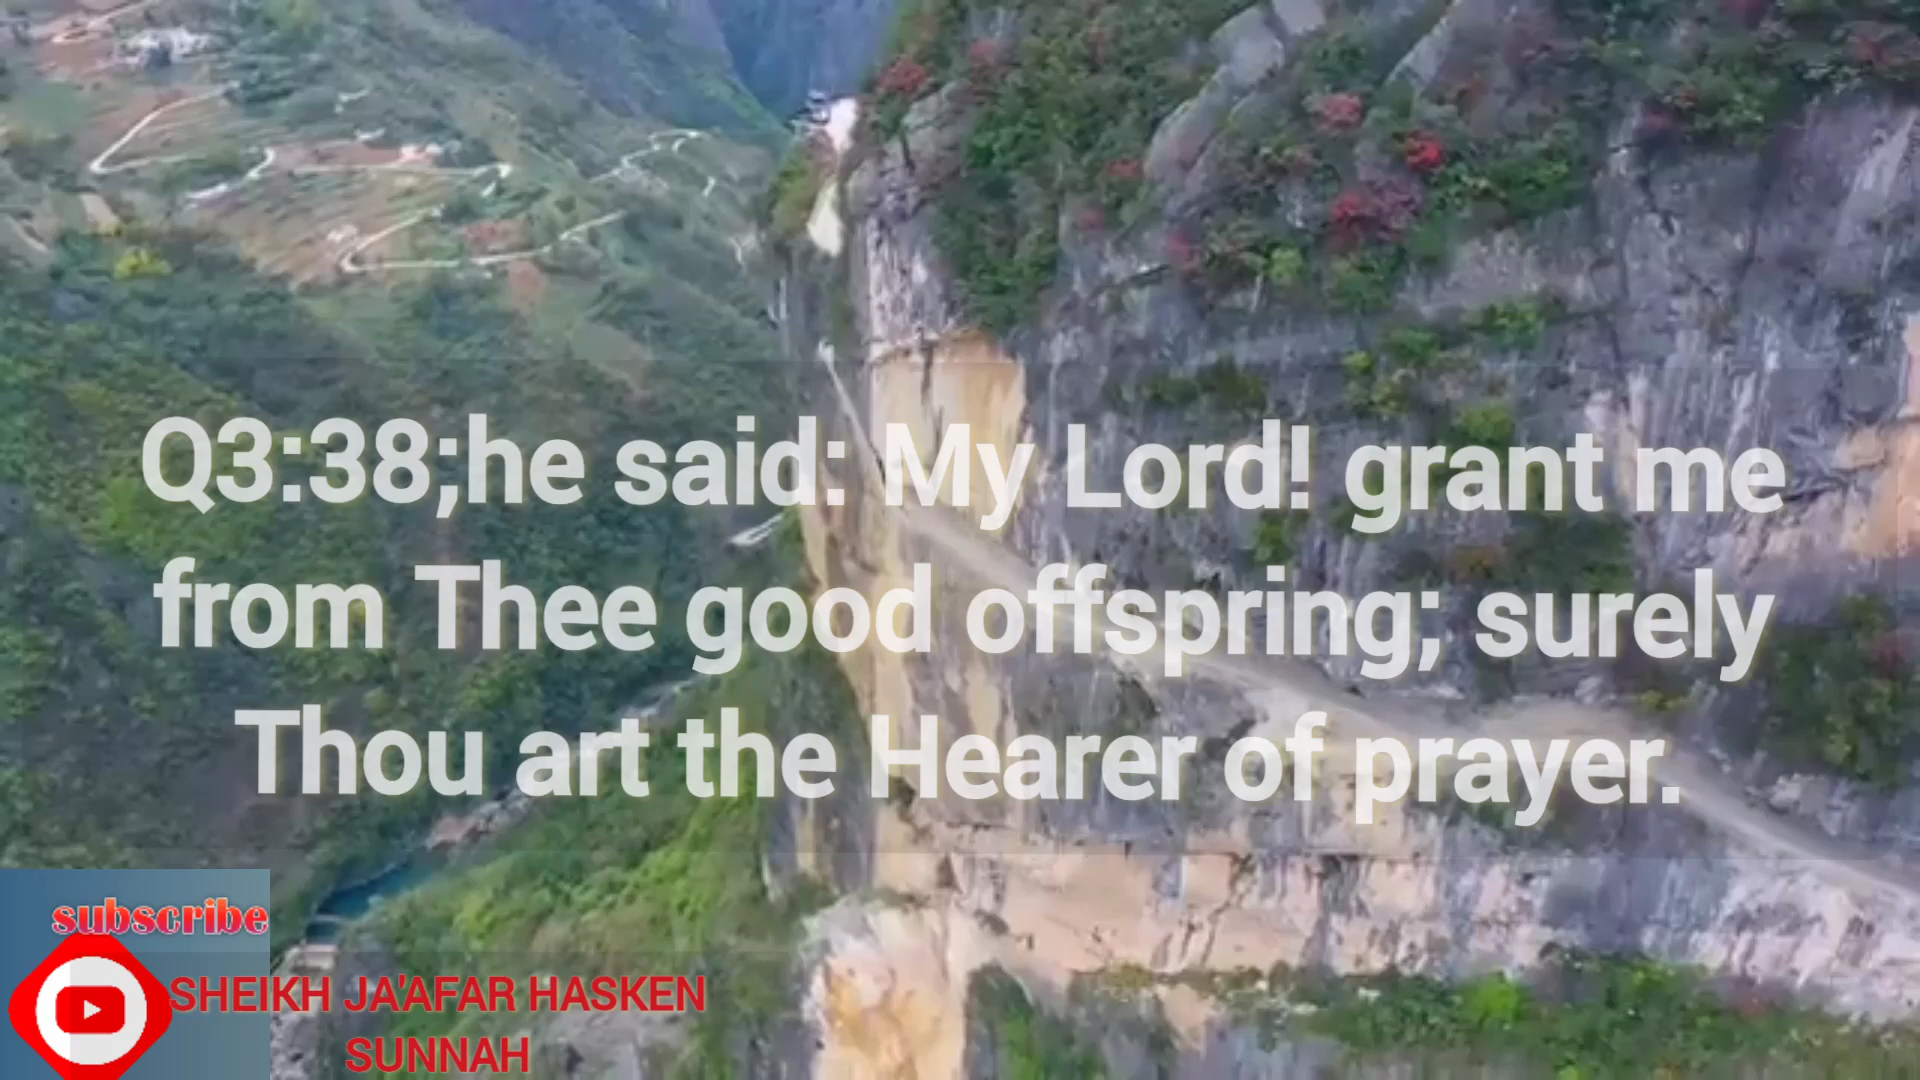 Q3:38;he said: My Lord! grant me
from Thee good offspring; surely
Thou art the Hearer of prayer.
subscribe
SHEIKH JA'AFAR HASKEN
SUNNAH